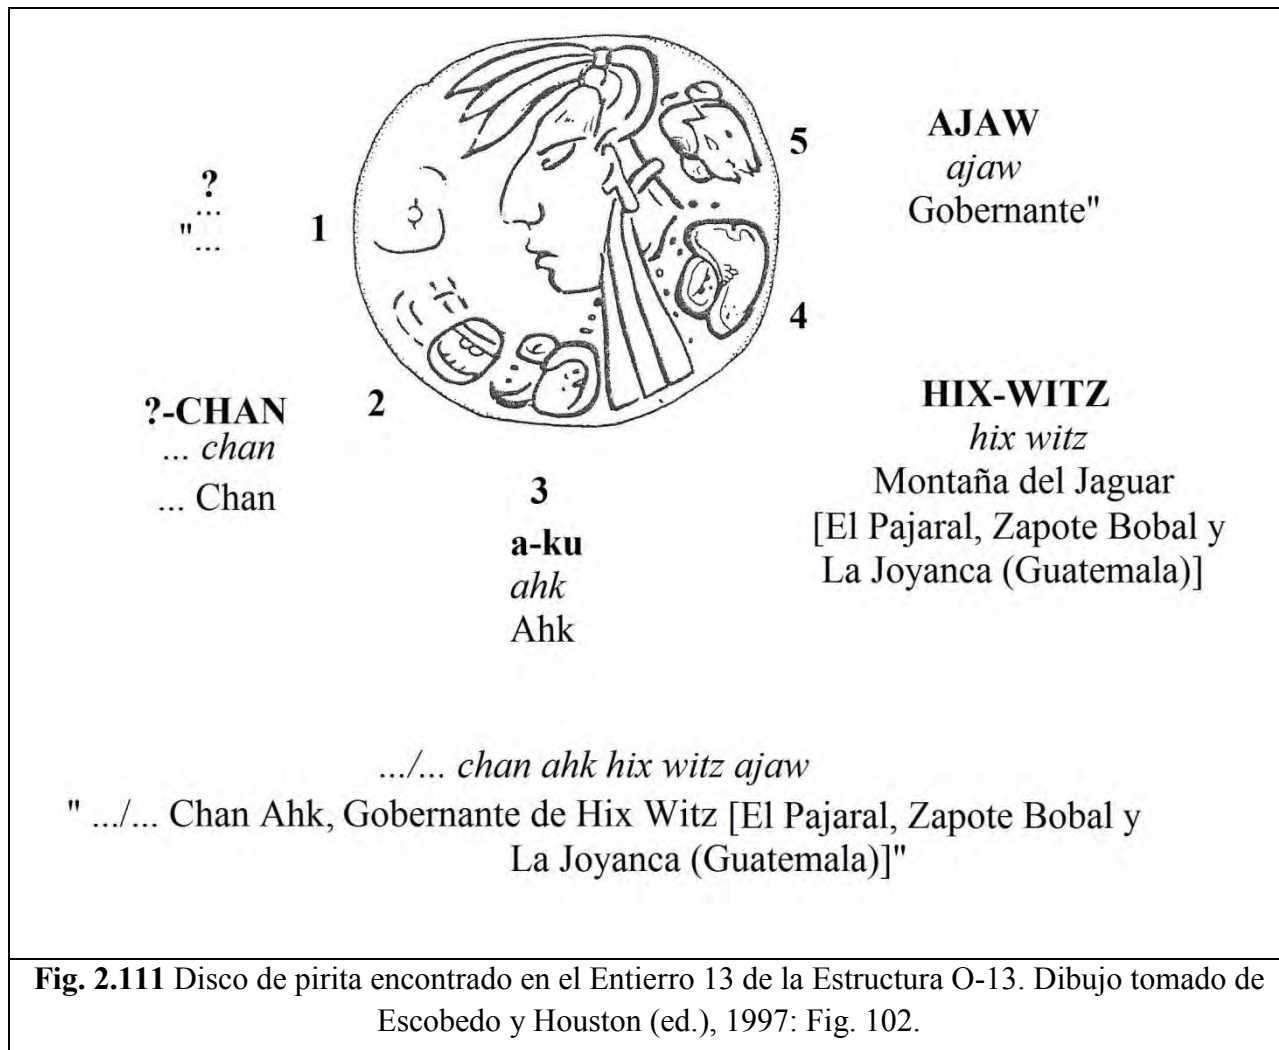 ?
...
"...
1
?-CHAN
... chan
... Chan
2
3
a-ku
ahk
Ahk
4
HIX-WITZ
hix witz
Montaña del Jaguar
[El Pajaral, Zapote Bobal y
La Joyanca (Guatemala)]
5
AJAW
ajaw
Gobernante"
.../... chan ahk hix witz ajaw
" .../... Chan Ahk, Gobernante de Hix Witz [El Pajaral, Zapote Bobal y
La Joyanca (Guatemala)]"
Fig. 2.111 Disco de pirita encontrado en el Entierro 13 de la Estructura O-13. Dibujo tomado de
Escobedo y Houston (ed.), 1997: Fig. 102.